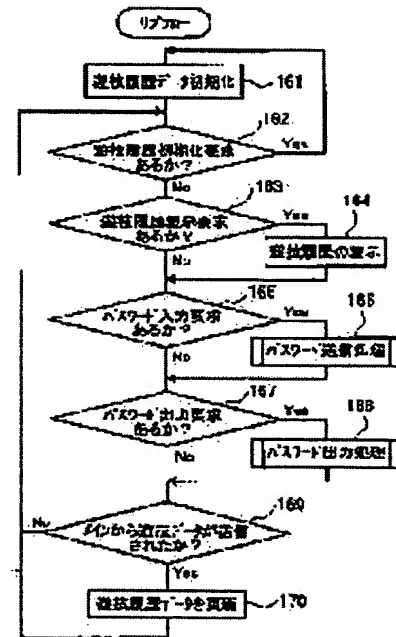 サブフロー
遊技履歴データ初期化
161
162
遊技履歴初期化要求
あるか?
Yes
No
163
遊技履歴表示要求
あるか?
Yes
164
遊技履歴の表示
No
165
パスワード入力要求
あるか?
Yes
166
パスワード送信処理
No
167
パスワード出力要求
あるか?
Yes
168
パスワード出力処理
No
169
メインから遊技データが送信
されたか?
No
Yes
遊技履歴データを更新
170